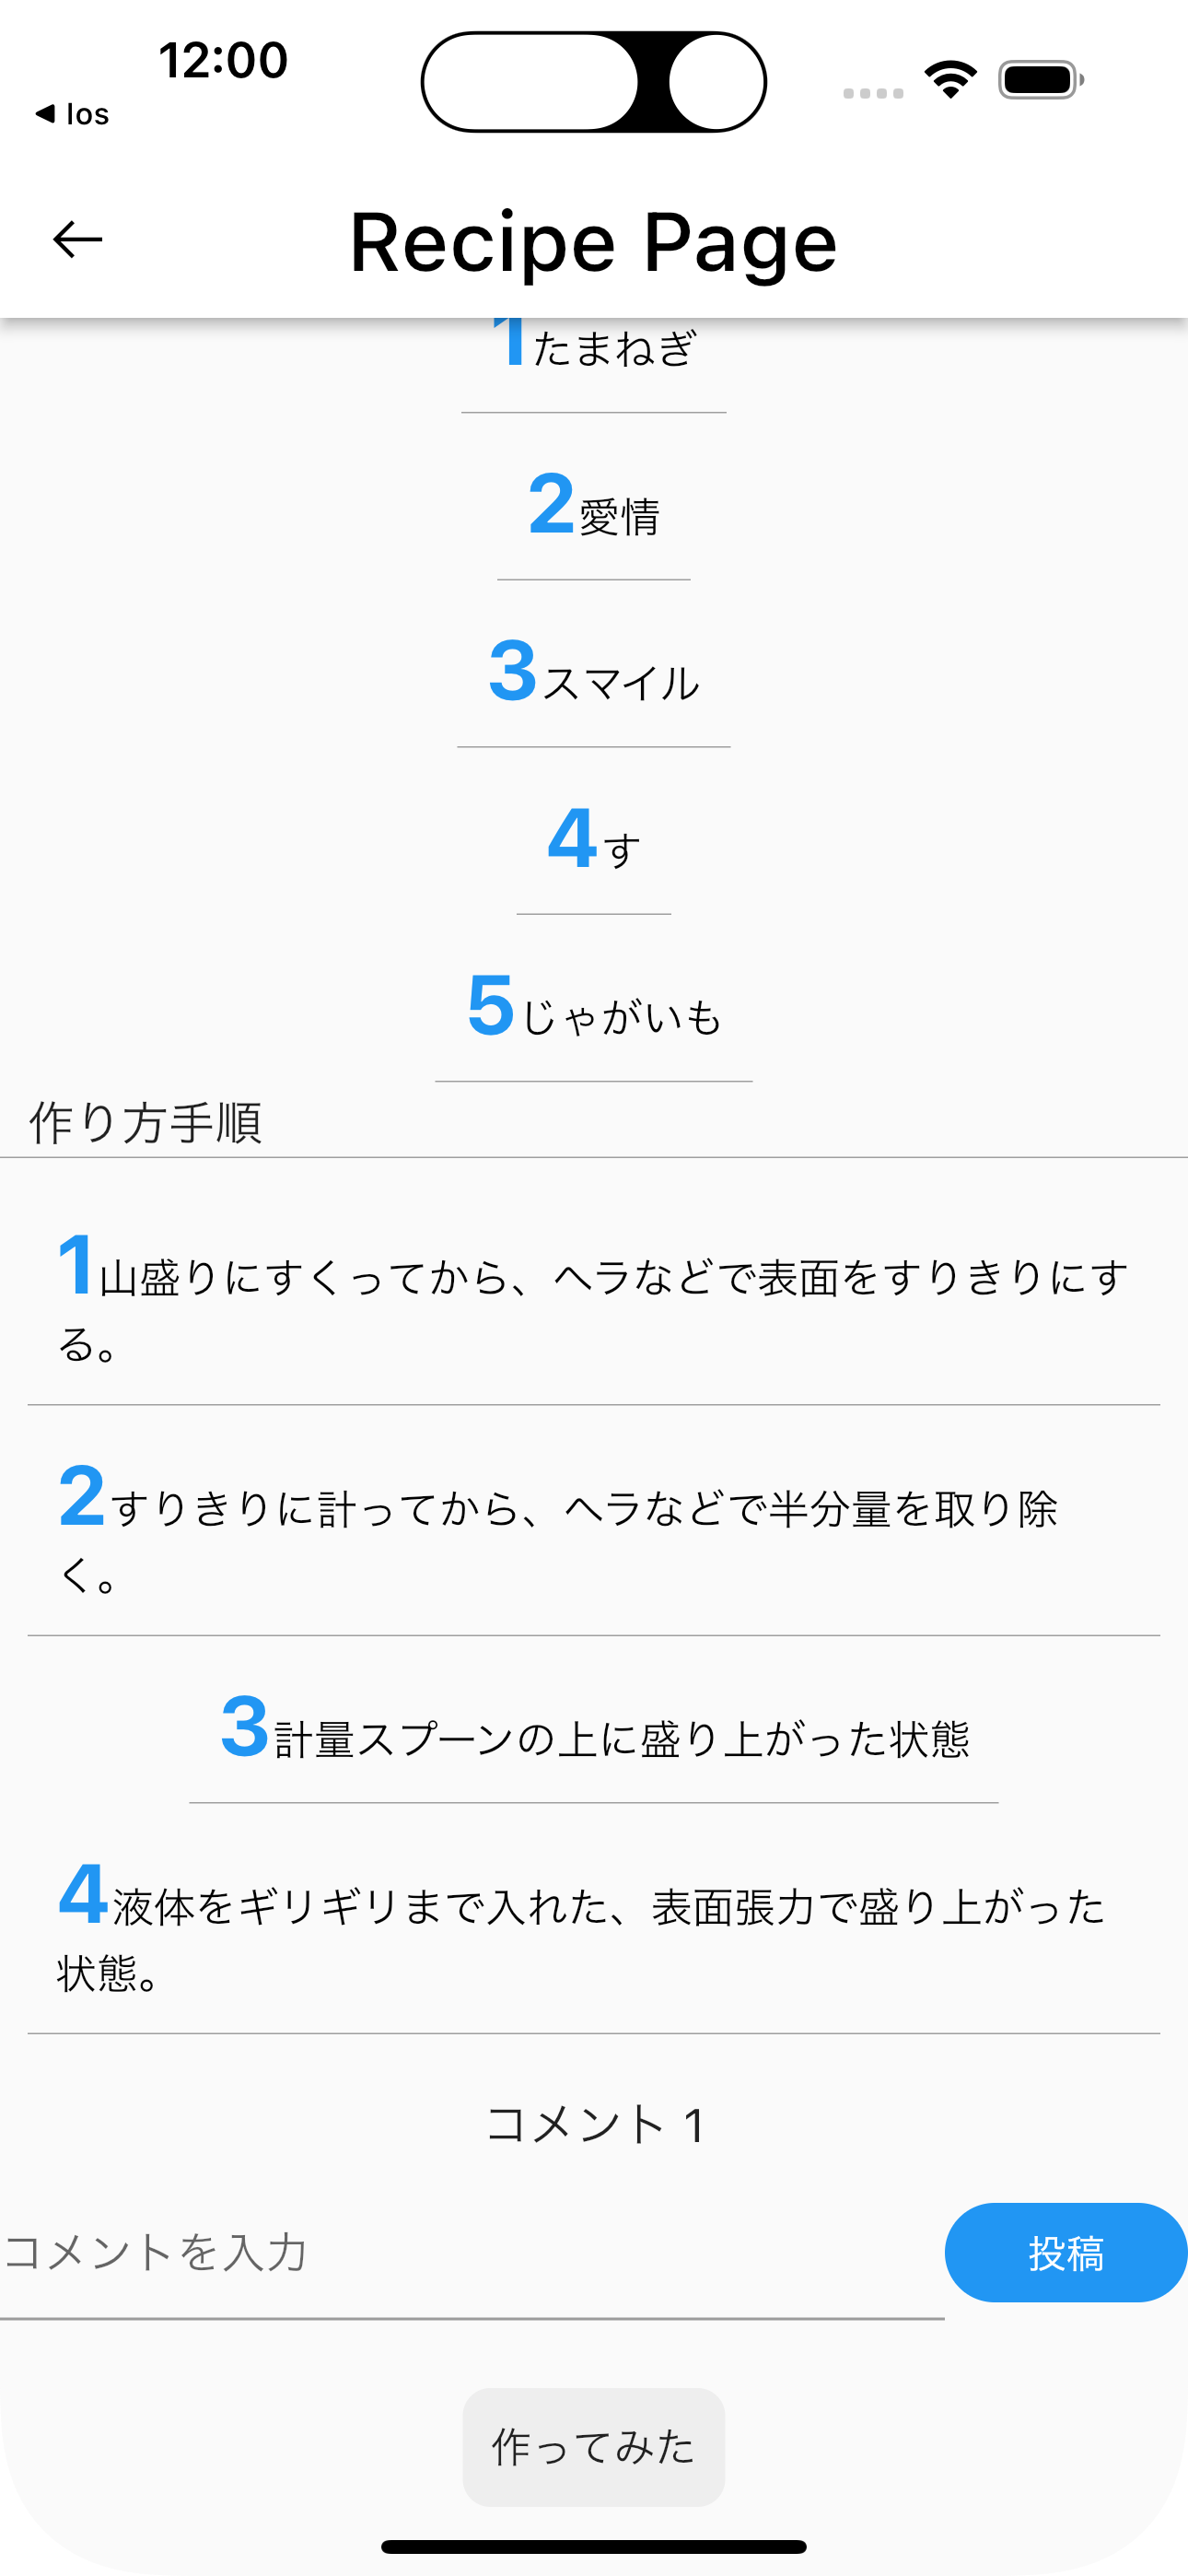 12:00
◀ Ios
← Recipe Page
1たまねぎ
2愛情
3スマイル
4す
5じゃがいも
作り方手順
1山盛りにすくってから、ヘラなどで表面をすりきりにす
る。
2すりきりに計ってから、ヘラなどで半分量を取り除
く。
3計量スプーンの上に盛り上がった状態
4液体をギリギリまで入れた、表面張力で盛り上がった
状態。
コメント 1
コメントを入力
投稿
作ってみた